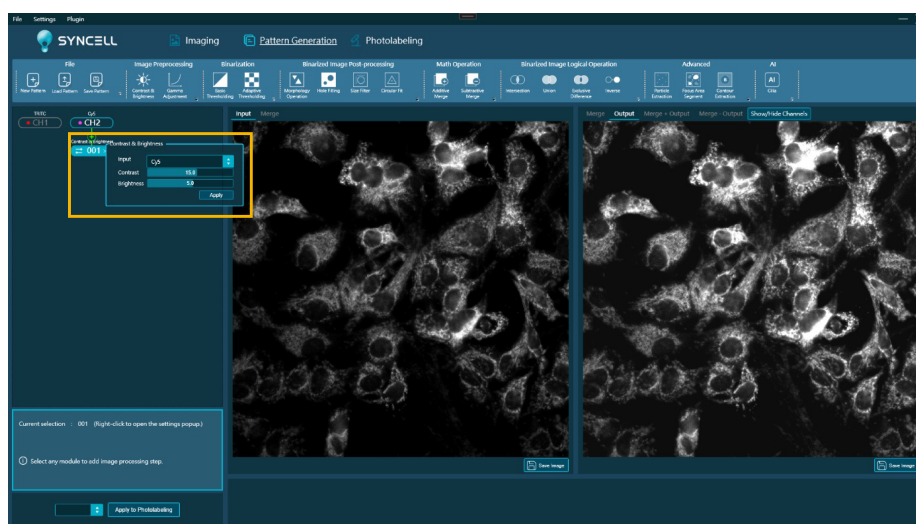 File Settings Plugin
SYNCELL Imaging Pattern Generation Photolabeling
File Image Preprocessing Binarization Binarized Image Post-processing Math Operation Binarized Image Logical Operation Advanced AI
New Pattern Load Pattern Save Pattern Contrast & Brightness Gamma Adjustment Static Thresholding Adaptive Thresholding Morphology Operation Hole Filling Size Filter Circular Fit Additive Merge Subtractive Merge Intersection Union Exclusive Difference Inverse Particle Extraction Focus Area Segment Contour Extraction
AI
TRITC Cy5
CH1 CH2
Input Merge
Merge Output Merge + Output Merge - Output Show/Hide Channels
Contrast & Brightness
001
Contrast & Brightness
Input Cy5
Contrast 15.0
Brightness 5.0
Apply
Current selection : 001 (Right-click to open the settings popup.)
Select any module to add image processing step.
Save Image
Save Image
Apply to Photolabeling